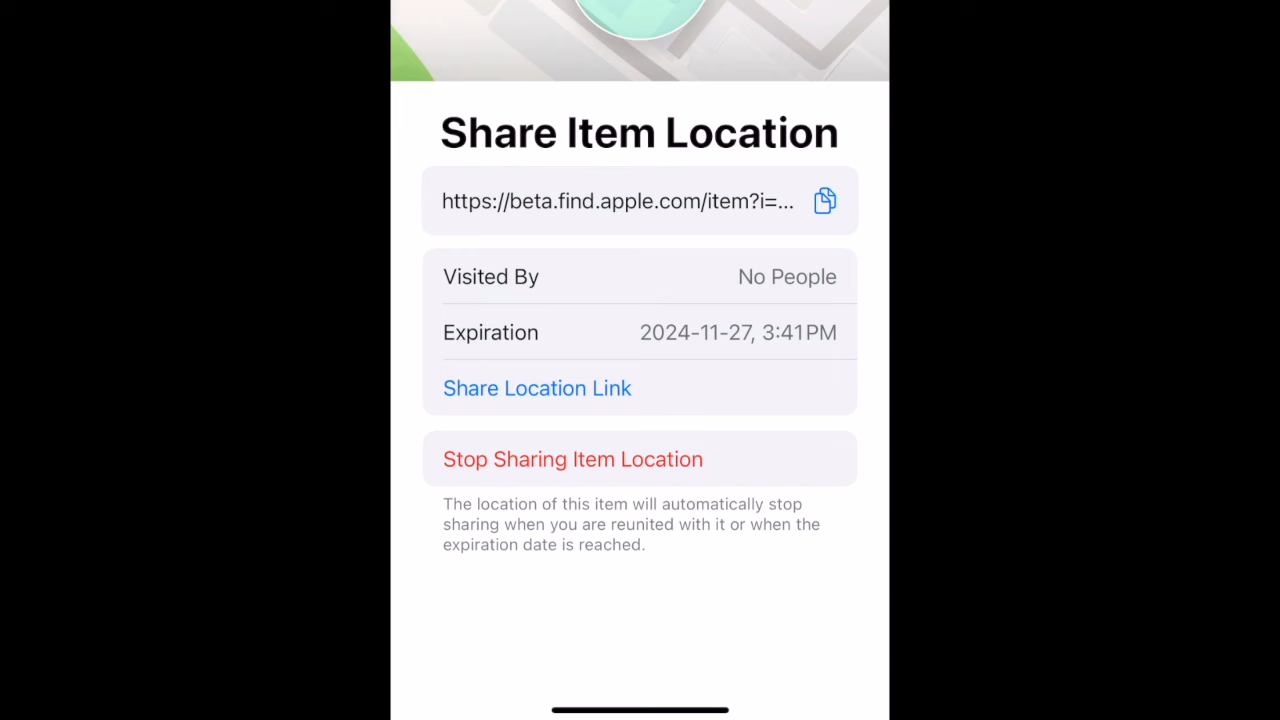 Share Item Location
https://beta.find.apple.com/item?i=...
Visited By No People
Expiration 2024-11-27, 3:41 PM
Share Location Link
Stop Sharing Item Location
The location of this item will automatically stop
sharing when you are reunited with it or when the
expiration date is reached.